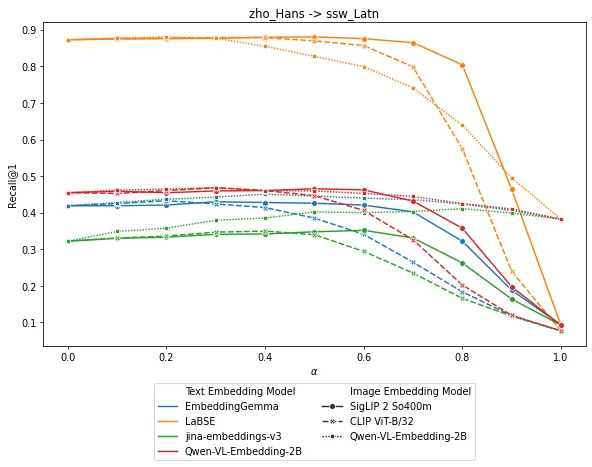 zho_Hans -> ssw_Latn
Recall@1
0.9
0.8
0.7
0.6
0.5
0.4
0.3
0.2
0.1
0.0 0.2 0.4 0.6 0.8 1.0
α
Text Embedding Model Image Embedding Model
EmbeddingGemma SigLIP 2 So400m
LaBSE CLIP ViT-B/32
jina-embeddings-v3 Qwen-VL-Embedding-2B
Qwen-VL-Embedding-2B